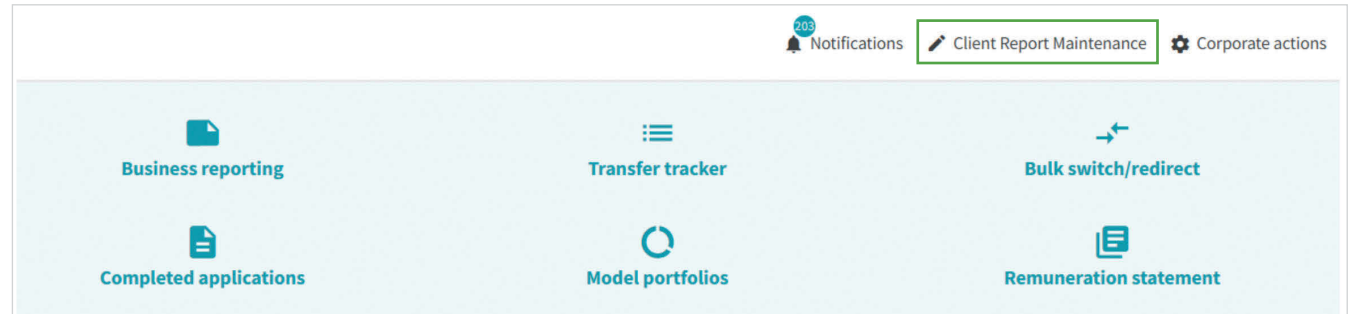 203
Notifications
Client Report Maintenance
Corporate actions
Business reporting
Transfer tracker
Bulk switch/redirect
Completed applications
Model portfolios
Remuneration statement